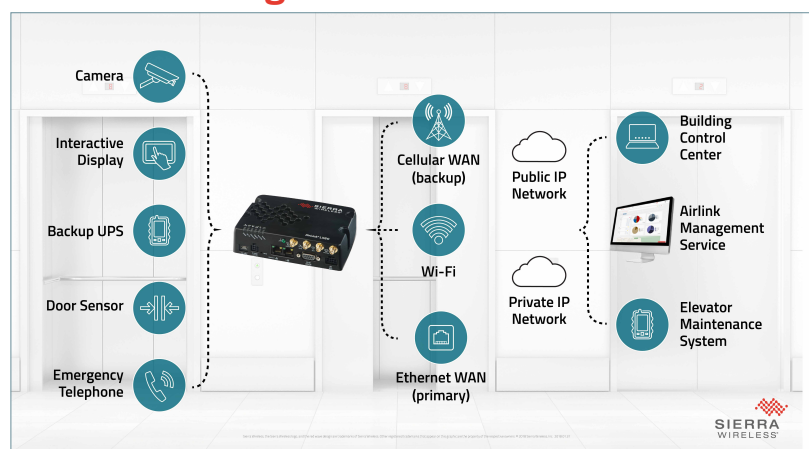 Camera
Interactive
Display
Backup UPS
Door Sensor
Emergency
Telephone
SIERRA
Cellular WAN
(backup)
Wi-Fi
Ethernet WAN
(primary)
Public IP
Network
Private IP
Network
Building
Control
Center
Airlink
Management
Service
Elevator
Maintenance
System
SIERRA
WIRELESS